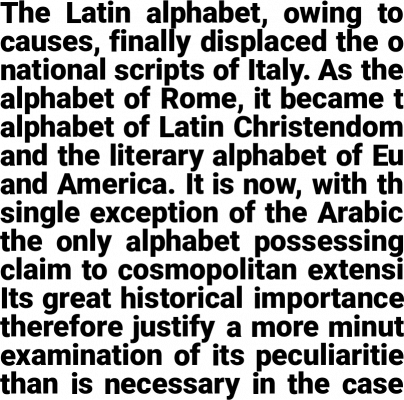 The Latin alphabet, owing to
causes, finally displaced the o
national scripts of Italy. As the
alphabet of Rome, it became t
alphabet of Latin Christendom
and the literary alphabet of Eu
and America. It is now, with th
single exception of the Arabic
the only alphabet possessing
claim to cosmopolitan extensi
Its great historical importance
therefore justify a more minut
examination of its peculiaritie
than is necessary in the case